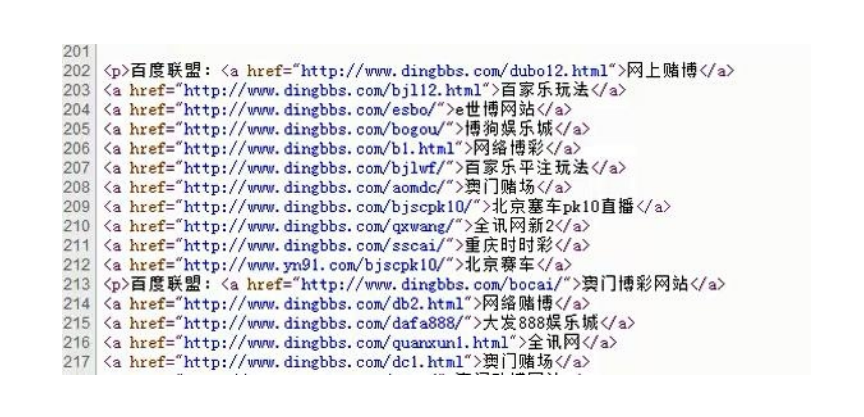 201
202 <p>百度联盟: <a href="http://www.dingbbs.com/dubo12.html">网上赌博</a>
203 <a href="http://www.dingbbs.com/bjl12.html">百家乐玩法</a>
204 <a href="http://www.dingbbs.com/esbo/">e世博网站</a>
205 <a href="http://www.dingbbs.com/bogou/">博狗娱乐城</a>
206 <a href="http://www.dingbbs.com/b1.html">网络博彩</a>
207 <a href="http://www.dingbbs.com/bjlwf/">百家乐平注玩法</a>
208 <a href="http://www.dingbbs.com/aomdc/">澳门赌场</a>
209 <a href="http://www.dingbbs.com/bjscpk10/">北京塞车pk10直播</a>
210 <a href="http://www.dingbbs.com/qxwang/">全讯网新2</a>
211 <a href="http://www.dingbbs.com/sscai/">重庆时时彩</a>
212 <a href="http://www.yn91.com/bjscpk10/">北京赛车</a>
213 <p>百度联盟: <a href="http://www.dingbbs.com/bocai/">澳门博彩网站</a>
214 <a href="http://www.dingbbs.com/db2.html">网络赌博</a>
215 <a href="http://www.dingbbs.com/dafa888/">大发888娱乐城</a>
216 <a href="http://www.dingbbs.com/quanxun1.html">全讯网</a>
217 <a href="http://www.dingbbs.com/dc1.html">澳门赌场</a>